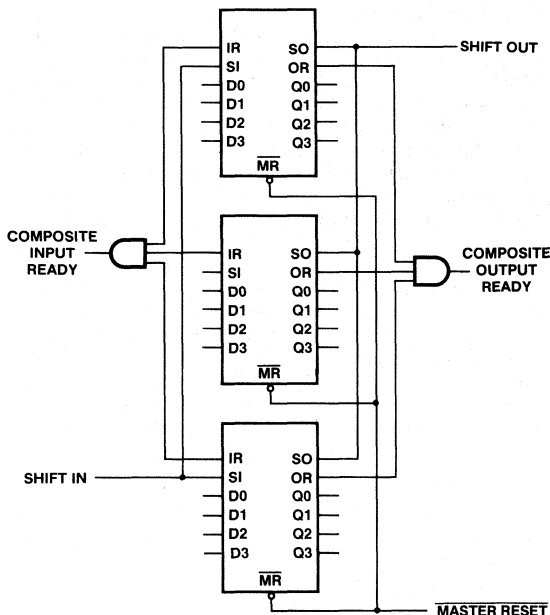 IR SO SHIFT OUT
SI OR
D0 Q0
D1 Q1
D2 Q2
D3 Q3
MR
COMPOSITE
INPUT
READY
IR SO
SI OR
D0 Q0
D1 Q1
D2 Q2
D3 Q3
MR
COMPOSITE
OUTPUT
READY
IR SO
SHIFT IN SI OR
D0 Q0
D1 Q1
D2 Q2
D3 Q3
MR
MASTER RESET